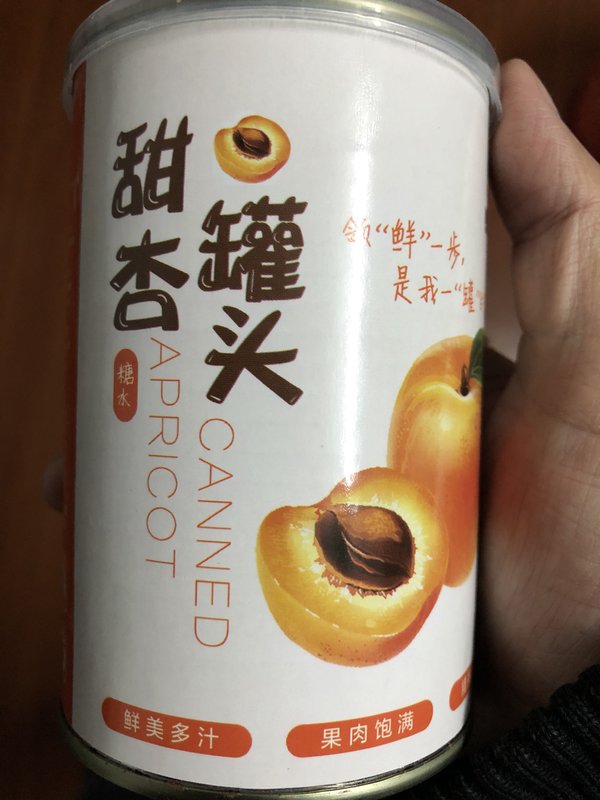 甜杏
罐头
糖水
APRICOT
CANNED
领“鲜”一步，
是我一“罐”
鲜美多汁
果肉饱满